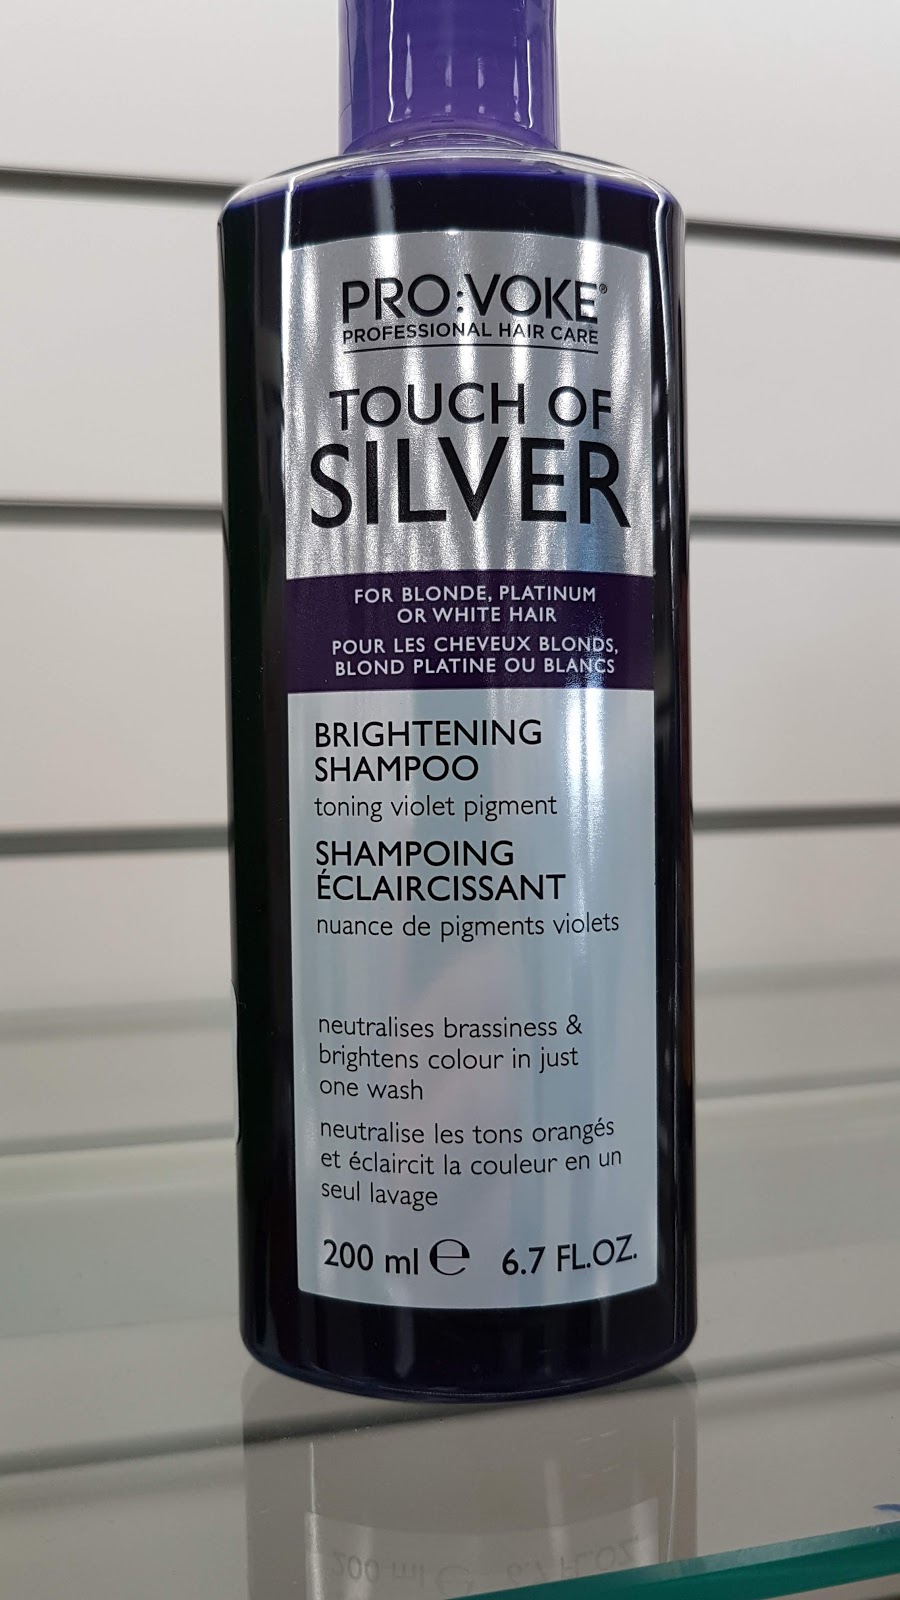 PRO:VOKE®
PROFESSIONAL HAIR CARE
TOUCH OF
SILVER
FOR BLONDE, PLATINUM
OR WHITE HAIR
POUR LES CHEVEUX BLONDS,
BLOND PLATINE OU BLANCS
BRIGHTENING
SHAMPOO
toning violet pigment
SHAMPOING
ÉCLAIRCISSANT
nuance de pigments violets
neutralises brassiness &
brightens colour in just
one wash
neutralise les tons orangés
et éclaircit la couleur en un
seul lavage
200 ml ℮ 6.7 FL.OZ.